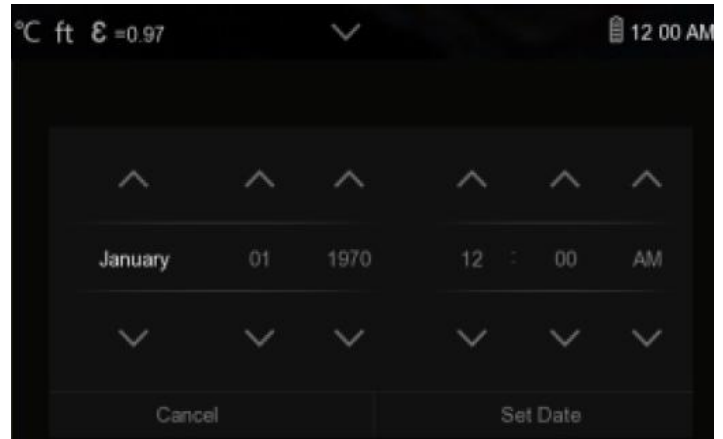 °C ft ɛ =0.97 12 00 AM
January 01 1970 12 : 00 AM
Cancel Set Date